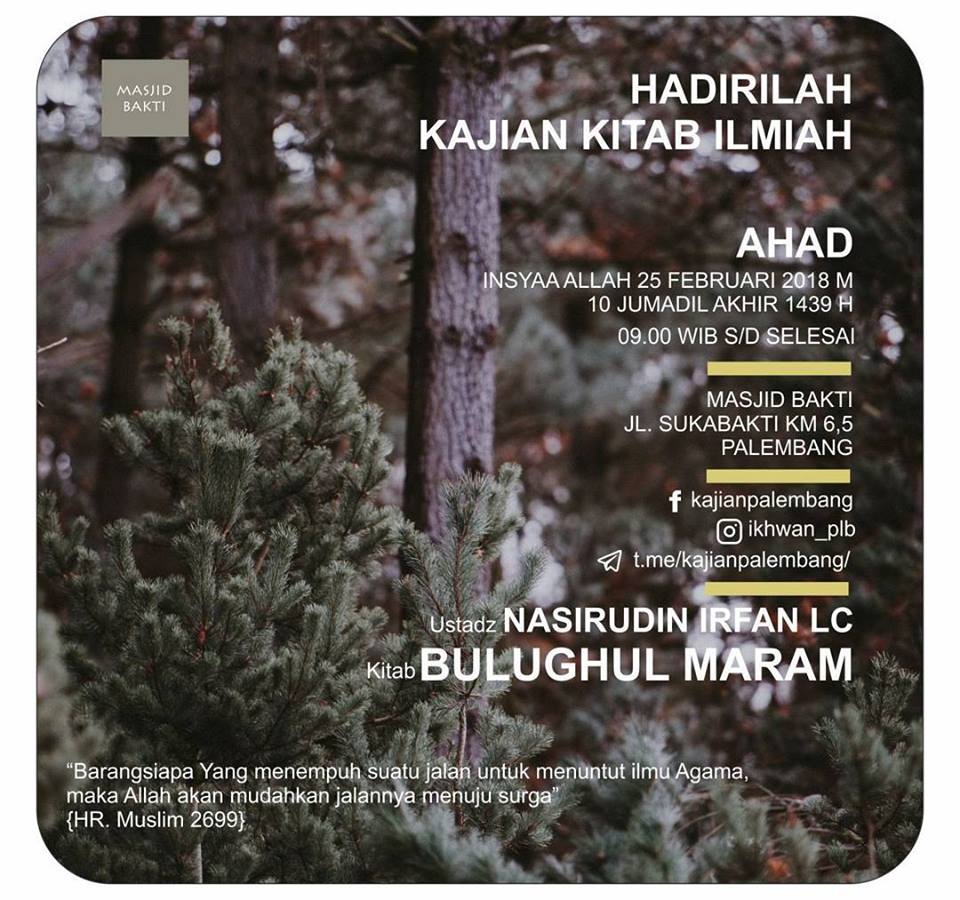 MASJID
BAKTI
HADIRILAH
KAJIAN KITAB ILMIAH
AHAD
INSYAA ALLAH 25 FEBRUARI 2018 M
10 JUMADIL AKHIR 1439 H
09.00 WIB S/D SELESAI
MASJID BAKTI
JL. SUKABAKTI KM 6,5
PALEMBANG
kajianpalembang
ikhwan_plb
t.me/kajianpalembang/
Ustadz NASIRUDIN IRFAN LC
Kitab BULUGHUL MARAM
“Barangsiapa Yang menempuh suatu jalan untuk menuntut ilmu Agama,
maka Allah akan mudahkan jalannya menuju surga”
{HR. Muslim 2699}